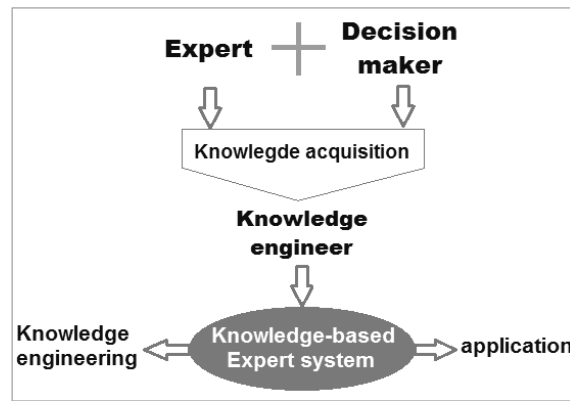 Expert
Decision
maker
Knowlegde acquisition
Knowledge
engineer
Knowledge-based
Expert system
Knowledge
engineering
application